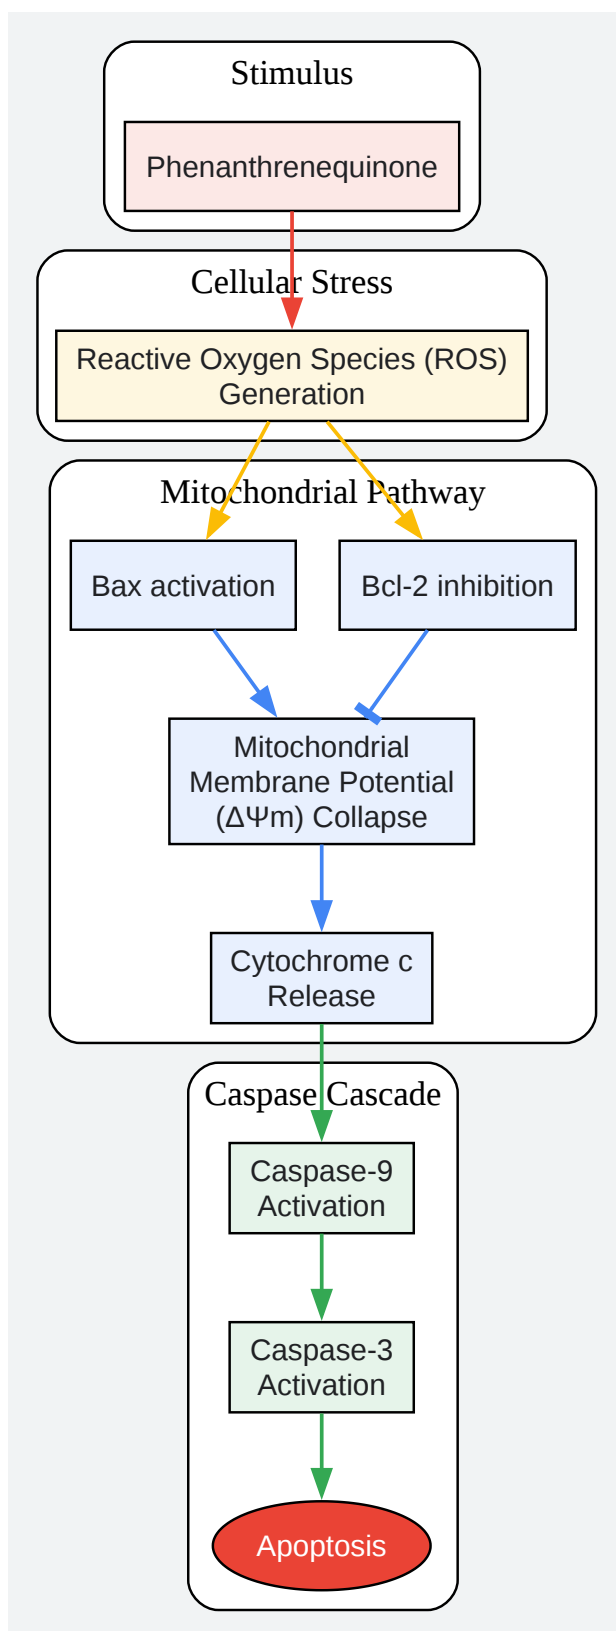 Stimulus
Phenanthrenequinone
Cellular Stress
Reactive Oxygen Species (ROS)
Generation
Mitochondrial Pathway
Bax activation
Bcl-2 inhibition
Mitochondrial
Membrane Potential
(ΔΨm) Collapse
Cytochrome c
Release
Caspase Cascade
Caspase-9
Activation
Caspase-3
Activation
Apoptosis